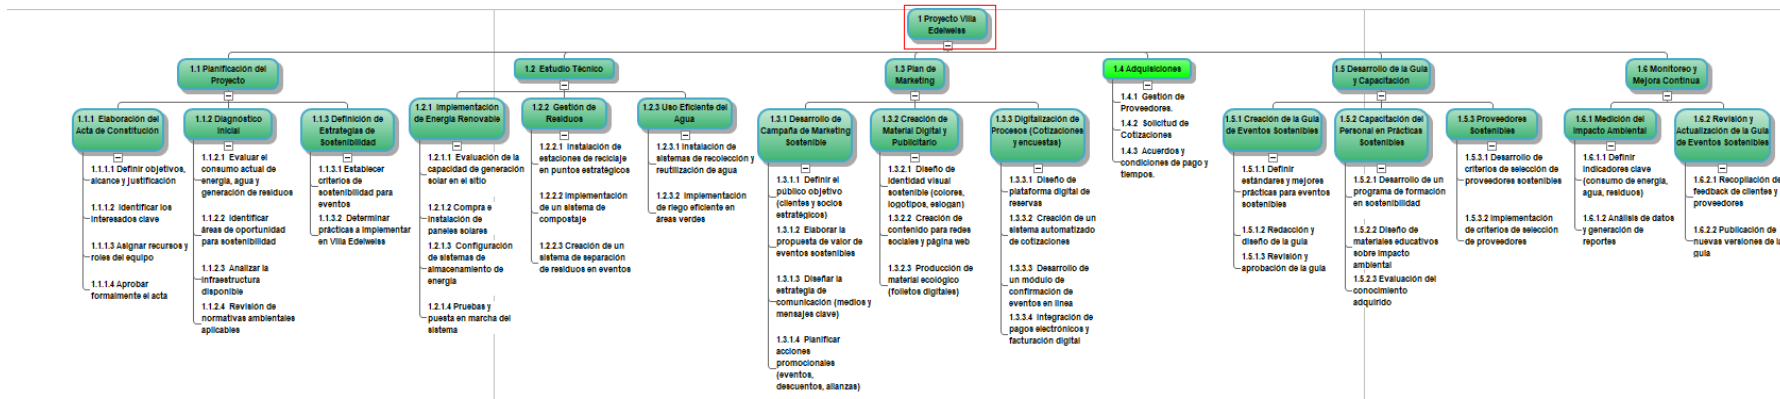 1 Proyecto Villa
Edelweiss
1.1 Planificación del
Proyecto
1.2 Estudio Técnico
1.3 Plan de
Marketing
1.4 Adquisiciones
1.5 Desarrollo de la Guía
y Capacitación
1.6 Monitoreo y
Mejora Continua
1.1.1 Elaboración del
Acta de Constitución
1.1.1.1 Definir objetivos,
alcance y justificación
1.1.1.2 Identificar los
interesados clave
1.1.1.3 Asignar recursos y
roles del equipo
1.1.1.4 Aprobar
formalmente el acta
1.1.2 Diagnóstico
Inicial
1.1.2.1 Evaluar el
consumo actual de
energía, agua y
generación de residuos
1.1.2.2 Identificar
áreas de oportunidad
para sostenibilidad
1.1.2.3 Analizar la
infraestructura
disponible
1.1.2.4 Revisión de
normativas ambientales
aplicables
1.1.3 Definición de
Estrategias de
Sostenibilidad
1.1.3.1 Establecer
criterios de
sostenibilidad para
eventos
1.1.3.2 Determinar
prácticas a implementar
en Villa Edelweiss
1.2.1 Implementación
de Energía Renovable
1.2.1.1 Evaluación de la
capacidad de generación
solar en el sitio
1.2.1.2 Compra e
instalación de
paneles solares
1.2.1.3 Configuración
de sistemas de
almacenamiento de
energía
1.2.1.4 Pruebas y
puesta en marcha del
sistema
1.2.2 Gestión de
Residuos
1.2.2.1 Instalación de
estaciones de reciclaje
en puntos estratégicos
1.2.2.2 Implementación
de un sistema de
compostaje
1.2.2.3 Creación de un
sistema de separación
de residuos en eventos
1.2.3 Uso Eficiente del
Agua
1.2.3.1 Instalación de
sistemas de recolección y
reutilización de agua
1.2.3.2 Implementación
de riego eficiente en
áreas verdes
1.3.1 Desarrollo de
Campaña de Marketing
Sostenible
1.3.1.1 Definir el
público objetivo
(clientes y socios
estratégicos)
1.3.1.2 Elaborar la
propuesta de valor de
eventos sostenibles
1.3.1.3 Diseñar la
estrategia de
comunicación (medios y
mensajes clave)
1.3.1.4 Planificar
acciones
promocionales
(eventos,
descuentos, alianzas)
1.3.2 Creación de
Material Digital y
Publicitario
1.3.2.1 Diseño de
identidad visual
sostenible (colores,
logotipos, eslogan)
1.3.2.2 Creación de
contenido para redes
sociales y página web
1.3.2.3 Producción de
material ecológico
(folletos digitales)
1.3.3 Digitalización de
Procesos (Cotizaciones
y encuestas)
1.3.3.1 Diseño de
plataforma digital de
reservas
1.3.3.2 Creación de un
sistema automatizado
de cotizaciones
1.3.3.3 Desarrollo de
un módulo de
confirmación de
eventos en línea
1.3.3.4 Integración de
pagos electrónicos y
facturación digital
1.4.1 Gestión de
Proveedores.
1.4.2 Solicitud de
Cotizaciones
1.4.3 Acuerdos y
condiciones de pago y
tiempos.
1.5.1 Creación de la Guía
de Eventos Sostenibles
1.5.1.1 Definir
estándares y mejores
prácticas para eventos
sostenibles
1.5.1.2 Redacción y
diseño de la guía
1.5.1.3 Revisión y
aprobación de la guía
1.5.2 Capacitación del
Personal en Prácticas
Sostenibles
1.5.2.1 Desarrollo de un
programa de formación
en sostenibilidad
1.5.2.2 Diseño de
materiales educativos
sobre impacto
ambiental
1.5.2.3 Evaluación del
conocimiento
adquirido
1.5.3 Proveedores
Sostenibles
1.5.3.1 Desarrollo de
criterios de selección de
proveedores sostenibles
1.5.3.2 Implementación
de criterios de selección
de proveedores
1.6.1 Medición del
Impacto Ambiental
1.6.1.1 Definir
indicadores clave
(consumo de energía,
agua, residuos)
1.6.1.2 Análisis de datos
y generación de
reportes
1.6.2 Revisión y
Actualización de la Guía
de Eventos Sostenibles
1.6.2.1 Recopilación de
feedback de clientes y
proveedores
1.6.2.2 Publicación de
nuevas versiones de la
guía